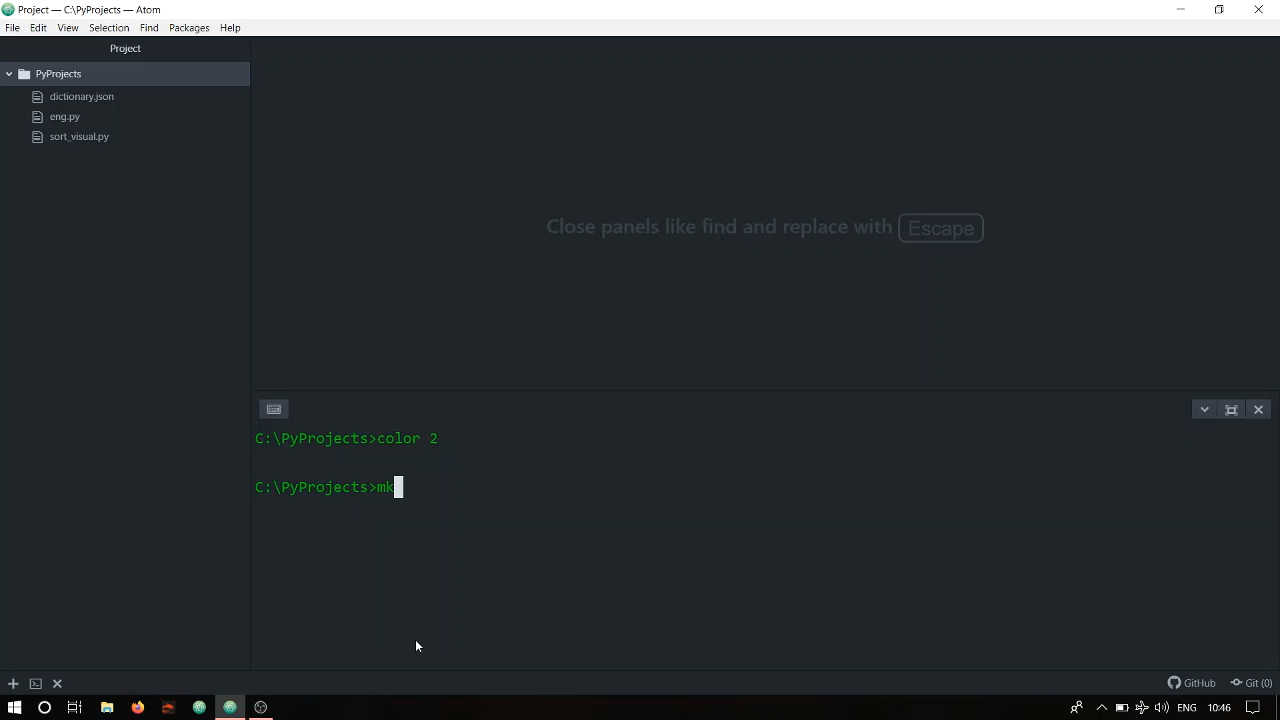 Project — C:\PyProjects — Atom
File Edit View Selection Find Packages Help
Project
PyProjects
dictionary.json
eng.py
sort_visual.py
Close panels like find and replace with Escape
C:\PyProjects>color 2
C:\PyProjects>mk
GitHub Git (0)
ENG 10:46